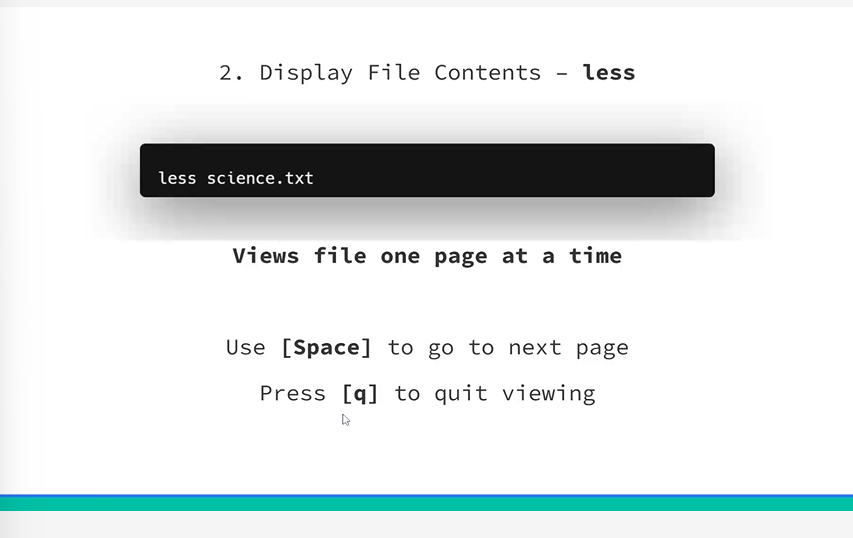 2. Display File Contents – less
less science.txt
Views file one page at a time
Use [Space] to go to next page
Press [q] to quit viewing